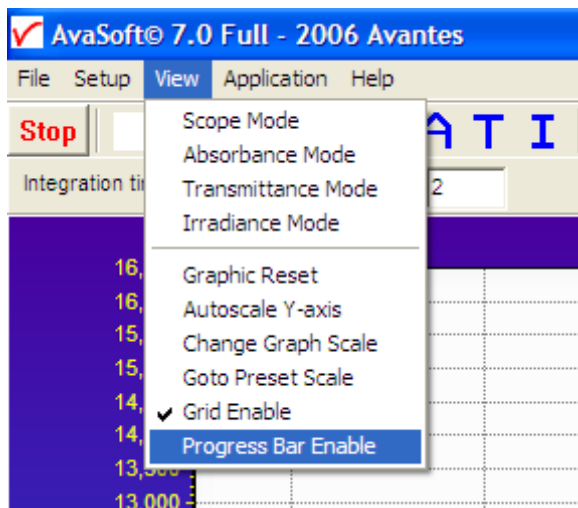 AvaSoft© 7.0 Full - 2006 Avantes
File Setup View Application Help
Stop
A T I
Integration ti
2
Scope Mode
Absorbance Mode
Transmittance Mode
Irradiance Mode
Graphic Reset
Autoscale Y-axis
Change Graph Scale
Goto Preset Scale
Grid Enable
Progress Bar Enable
16,
16,
15,
15,
14,
14,
13,500
13,000